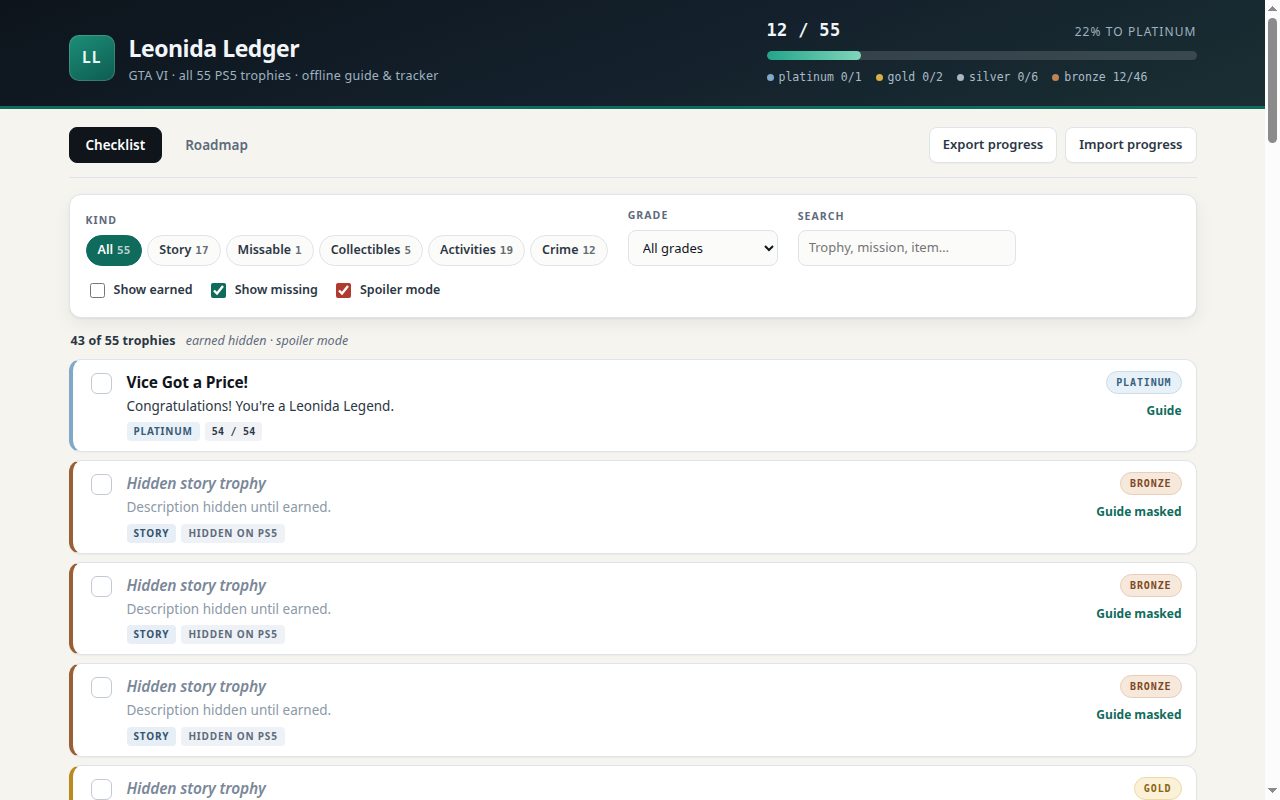 LL
Leonida Ledger
GTA VI · all 55 PS5 trophies · offline guide & tracker
12 / 55
22% TO PLATINUM
platinum 0/1 gold 0/2 silver 0/6 bronze 12/46
Checklist
Roadmap
Export progress
Import progress
KIND
All 55
Story 17
Missable 1
Collectibles 5
Activities 19
Crime 12
GRADE
All grades
SEARCH
Trophy, mission, item...
Show earned
Show missing
Spoiler mode
43 of 55 trophies earned hidden · spoiler mode
Vice Got a Price!
Congratulations! You're a Leonida Legend.
PLATINUM 54 / 54
PLATINUM
Guide
Hidden story trophy
Description hidden until earned.
STORY HIDDEN ON PS5
BRONZE
Guide masked
Hidden story trophy
Description hidden until earned.
STORY HIDDEN ON PS5
BRONZE
Guide masked
Hidden story trophy
Description hidden until earned.
STORY HIDDEN ON PS5
BRONZE
Guide masked
Hidden story trophy
GOLD